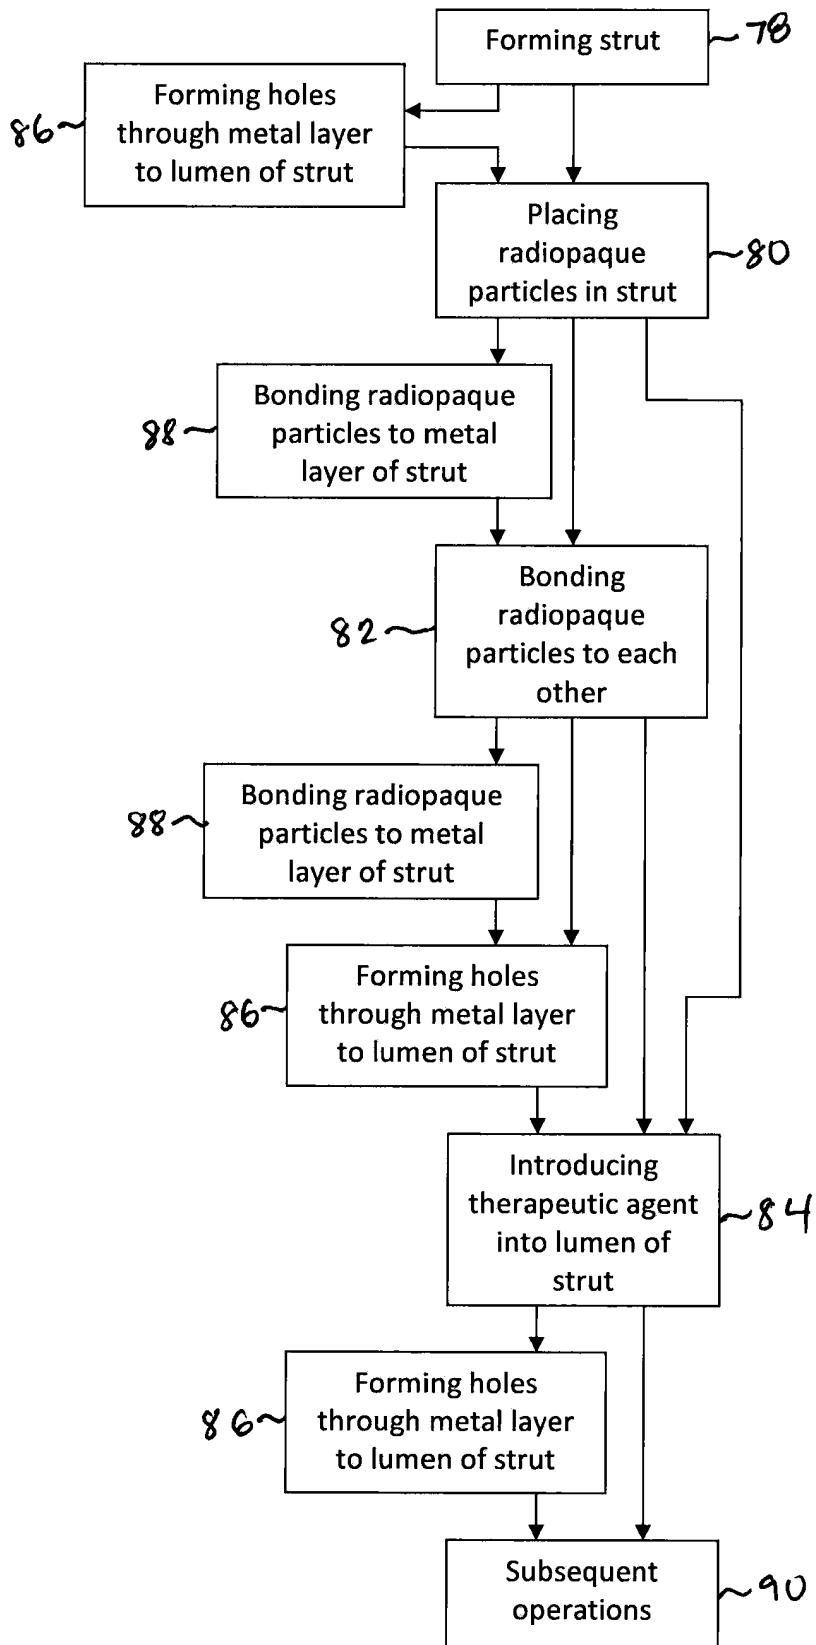 Forming strut
78
Forming holes
through metal layer
to lumen of strut
86
Placing
radiopaque
particles in strut
80
Bonding radiopaque
particles to metal
layer of strut
88
Bonding
radiopaque
particles to each
other
82
Bonding radiopaque
particles to metal
layer of strut
88
Forming holes
through metal layer
to lumen of strut
86
Introducing
therapeutic agent
into lumen of
strut
84
Forming holes
through metal layer
to lumen of strut
86
Subsequent
operations
90